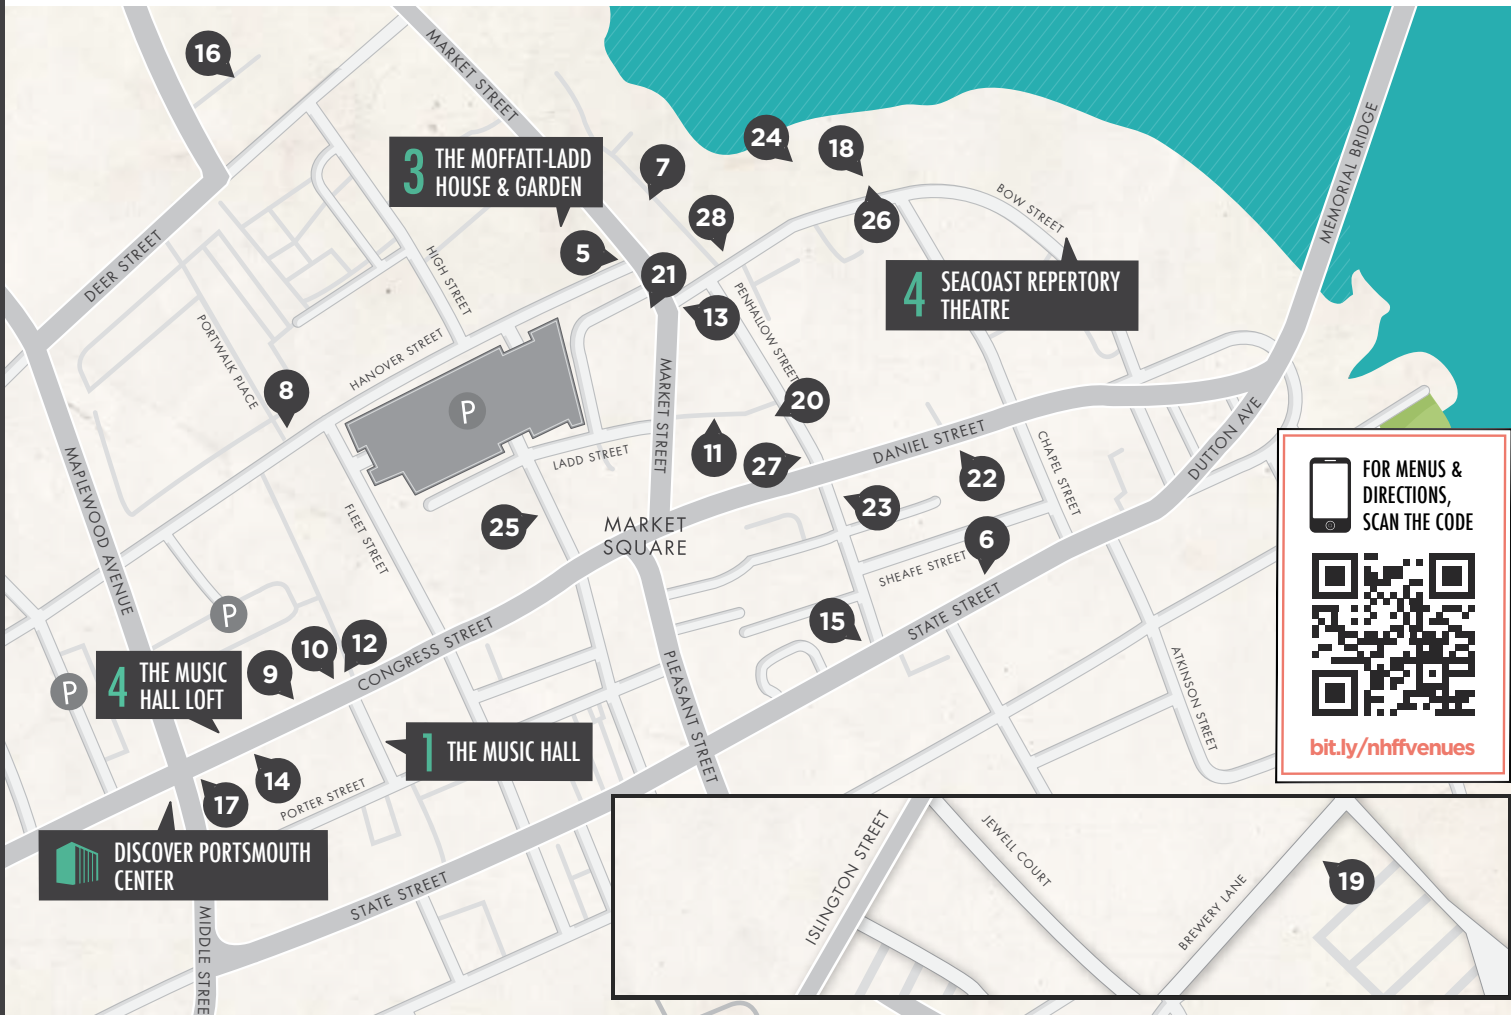 16
MARKET STREET
24
18
3
THE MOFFATT-LADD
HOUSE & GARDEN
7
28
26
BOW STREET
MEMORIAL BRIDGE
DEER STREET
HIGH STREET
5
21
13
PENHALLOW STREET
4
SEACOAST REPERTORY
THEATRE
PORTWALK PLACE
HANOVER STREET
8
P
MARKET STREET
20
11
27
LADD STREET
DANIEL STREET
CHAPEL STREET
DUTTON AVE
22
23
MAPLEWOOD AVENUE
FLEET STREET
25
MARKET
SQUARE
SHEAFE STREET
6
FOR MENUS &
DIRECTIONS,
SCAN THE CODE
bit.ly/nhffvenues
P
15
STATE STREET
9
10
12
CONGRESS STREET
P
4
THE MUSIC
HALL LOFT
PLEASANT STREET
ATKINSON STREET
1
THE MUSIC HALL
14
17
PORTER STREET
DISCOVER PORTSMOUTH
CENTER
STATE STREET
MIDDLE STREE
ISLINGTON STREET
JEWELL COURT
BREWERY LANE
19